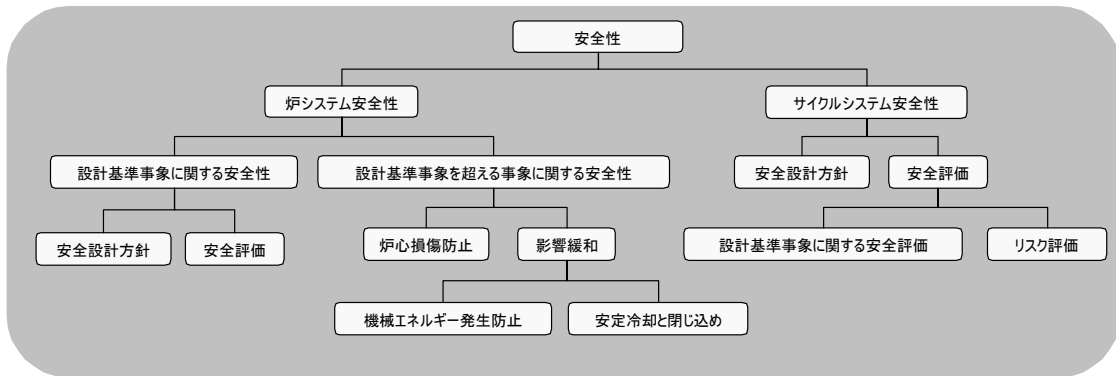 安全性
炉システム安全性
サイクルシステム安全性
設計基準事象に関する安全性
設計基準事象を超える事象に関する安全性
安全設計方針
安全評価
安全設計方針
安全評価
炉心損傷防止
影響緩和
設計基準事象に関する安全評価
リスク評価
機械エネルギー発生防止
安定冷却と閉じ込め